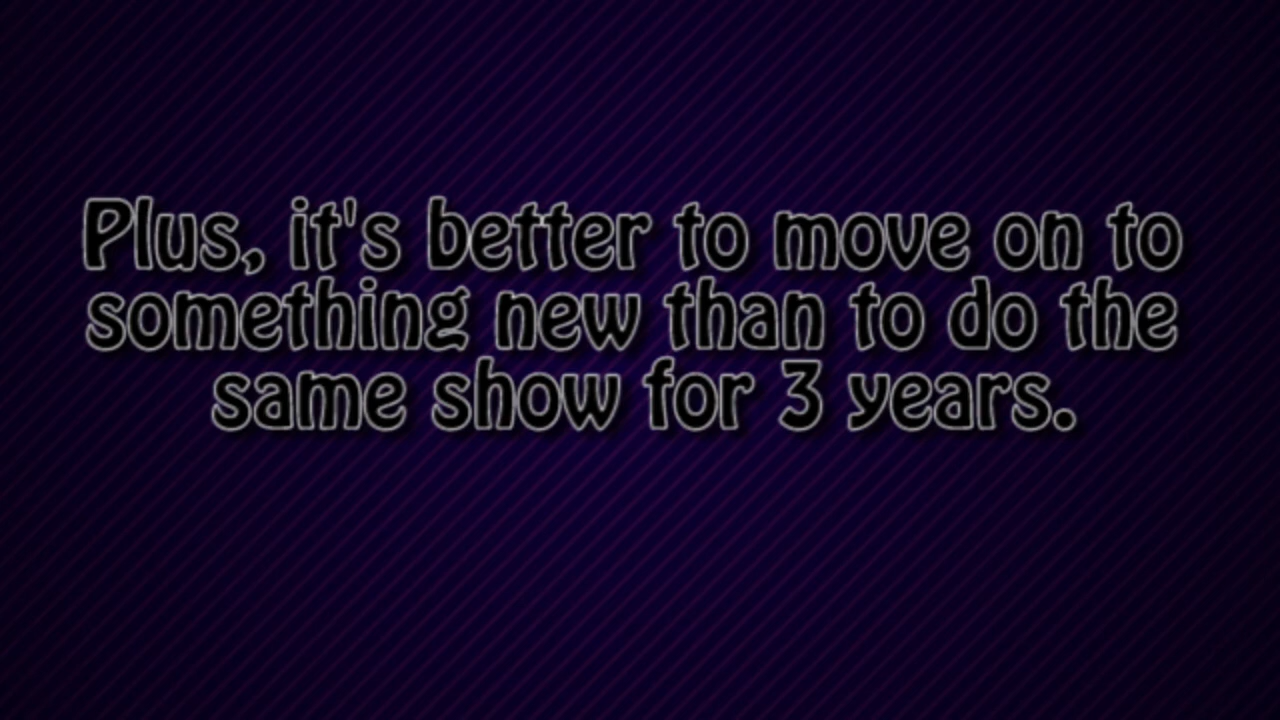 Plus, it's better to move on to
something new than to do the
same show for 3 years.